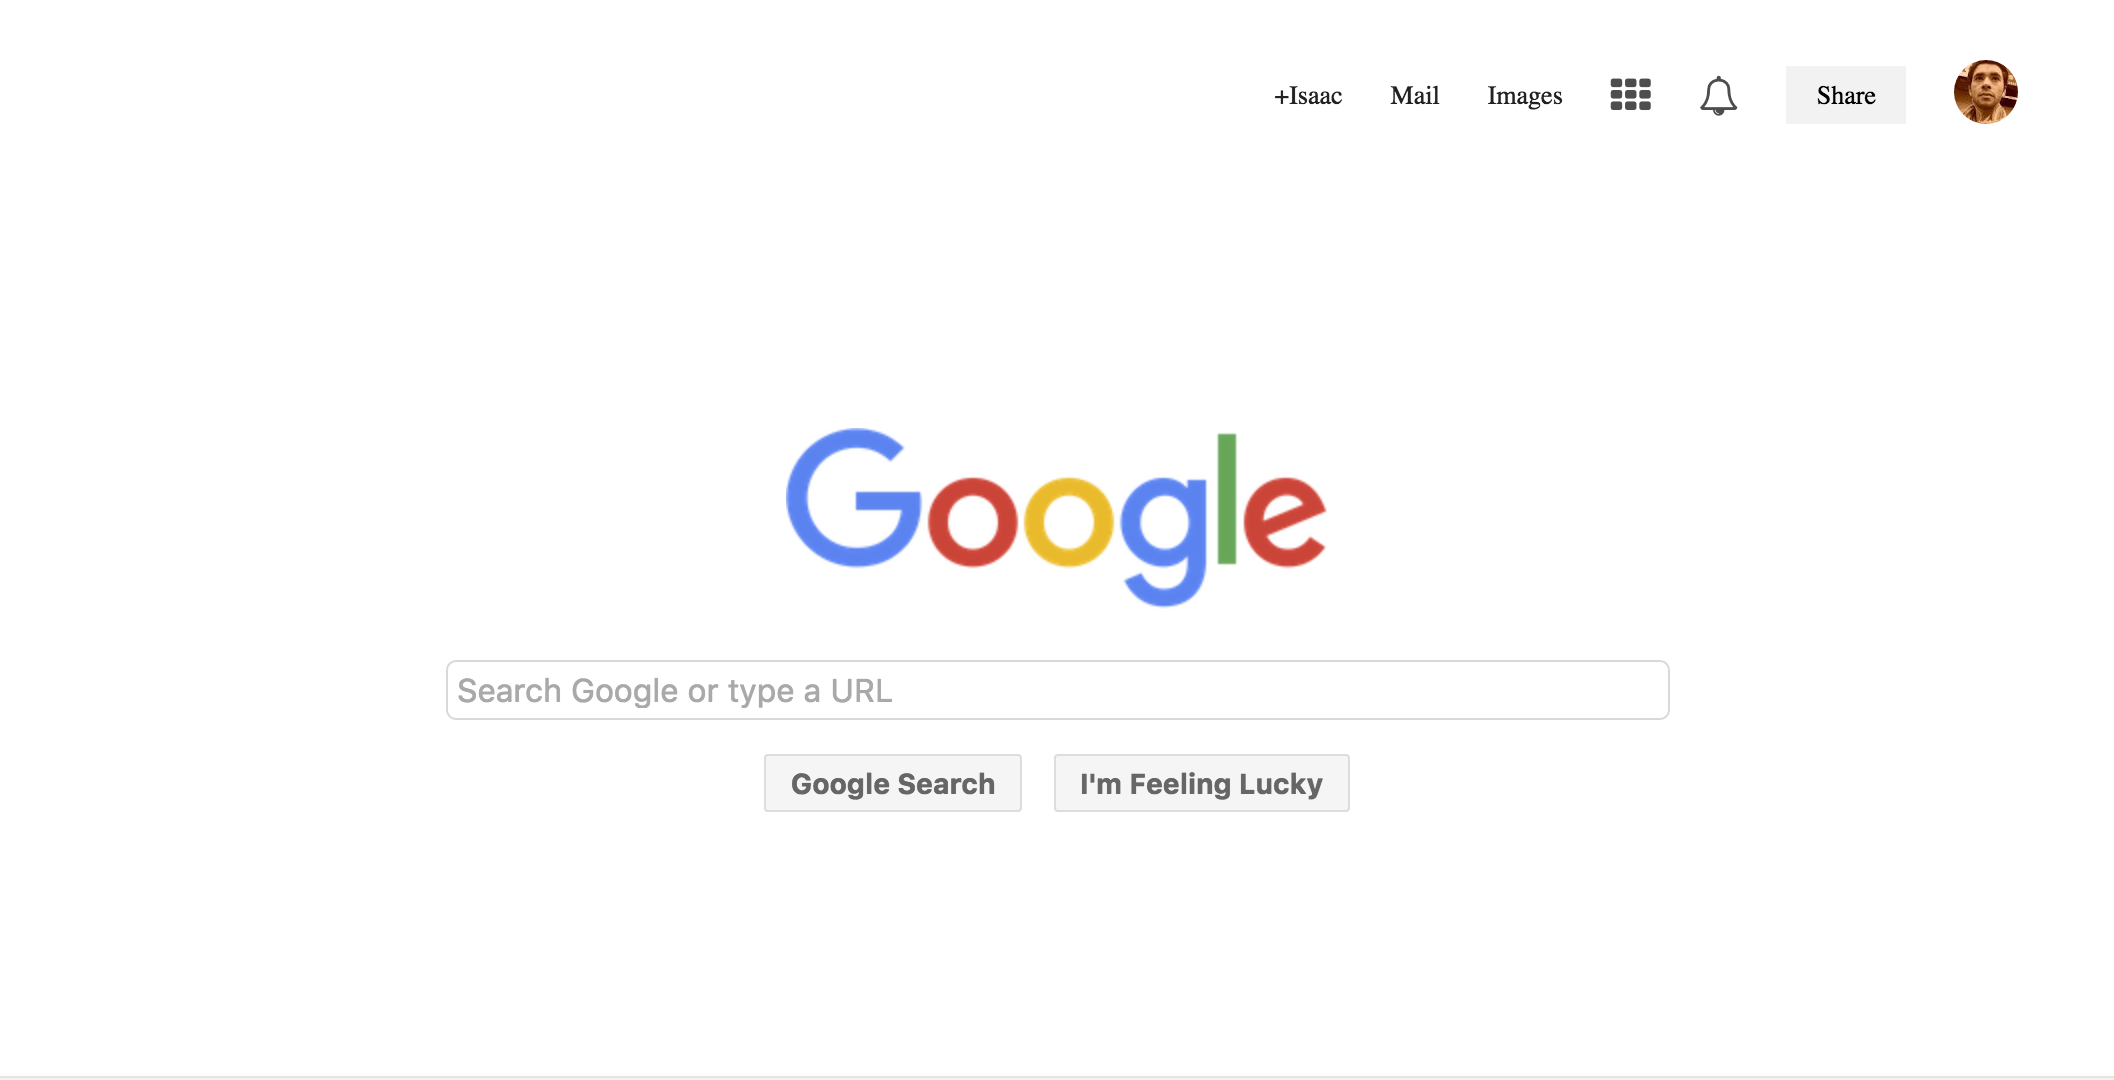 +Isaac Mail Images Share
Google
Search Google or type a URL
Google Search I'm Feeling Lucky